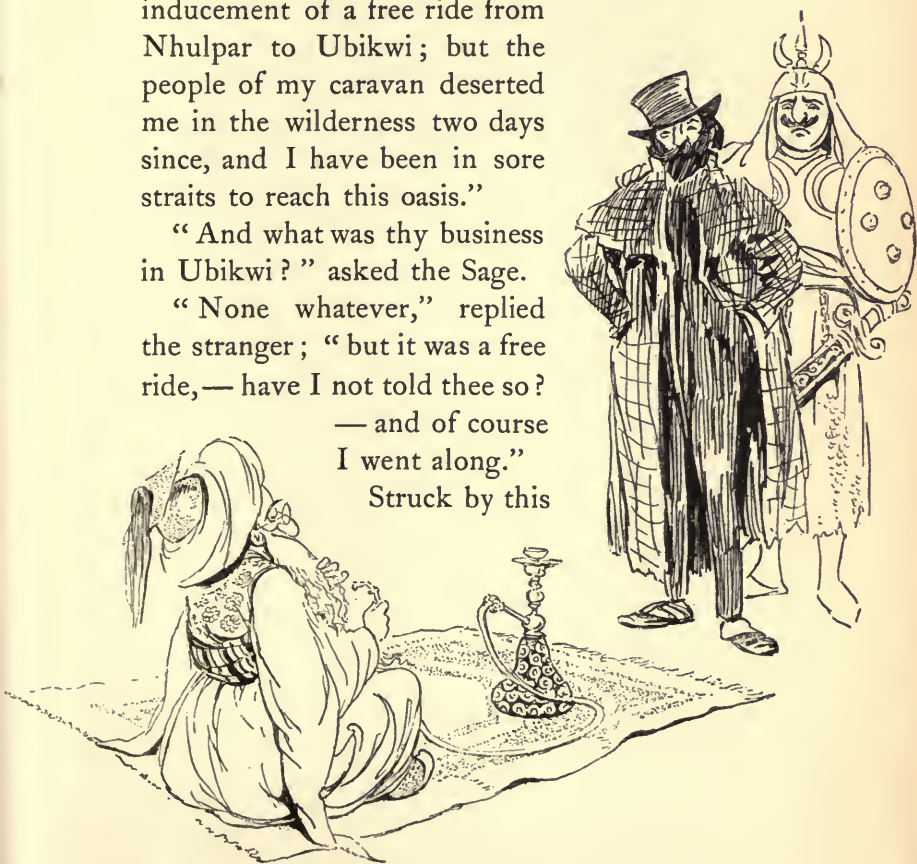 inducement of a free ride from
Nhulpar to Ubikwi; but the
people of my caravan deserted
me in the wilderness two days
since, and I have been in sore
straits to reach this oasis.”
“And what was thy business
in Ubikwi?” asked the Sage.
“None whatever,” replied
the stranger; “but it was a free
ride,— have I not told thee so?
— and of course
I went along.”
Struck by this